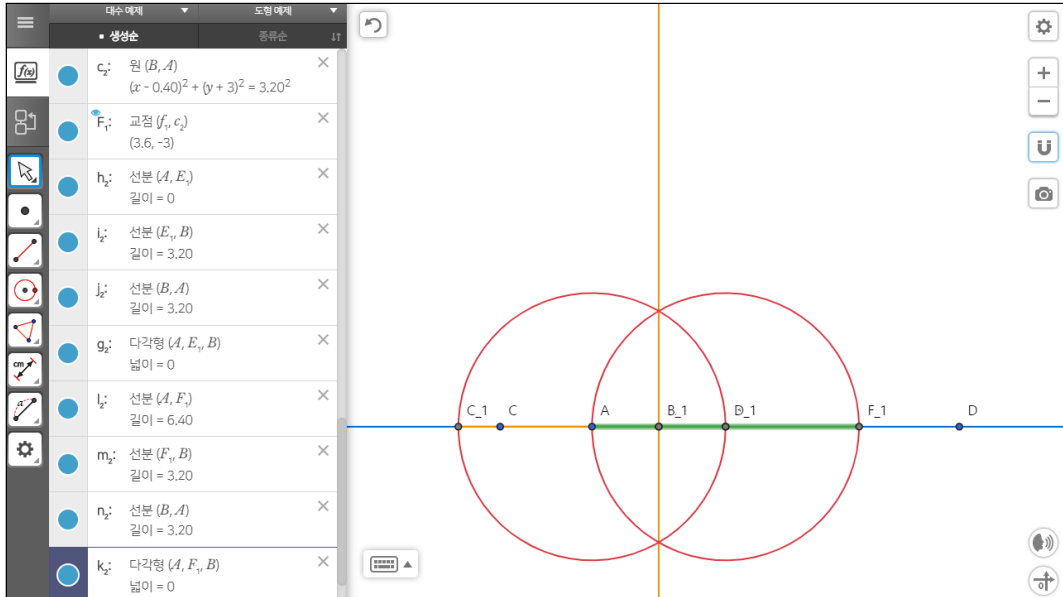 대수 예제 ▼ 도형 예제 ▼
▪ 생성순 종류순 ↓↑
f(x)
c₂: 원 (B, A)
(x - 0.40)² + (y + 3)² = 3.20²
F₁: 교점 (f₁, c₂)
(3.6, -3)
h₂: 선분 (A, E₁)
길이 = 0
i₂: 선분 (E₁, B)
길이 = 3.20
j₂: 선분 (B, A)
길이 = 3.20
g₂: 다각형 (A, E₁, B)
넓이 = 0
l₂: 선분 (A, F₁)
길이 = 6.40
m₂: 선분 (F₁, B)
길이 = 3.20
n₂: 선분 (B, A)
길이 = 3.20
k₂: 다각형 (A, F₁, B)
넓이 = 0
cm
a
C_1 C A B_1 D_1 F_1 D
0